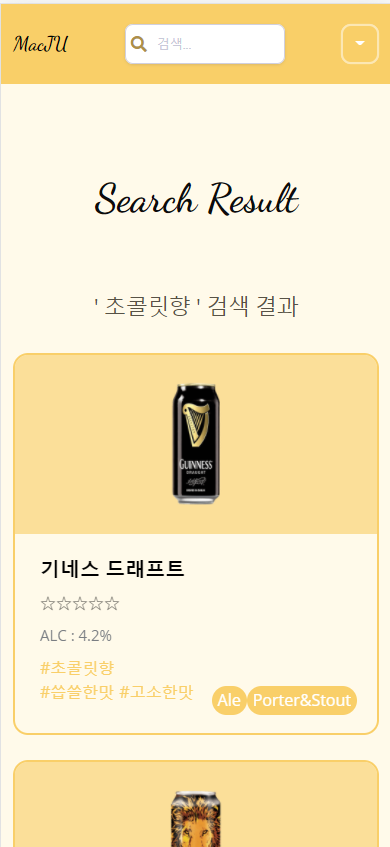 MacJU
검색...
Search Result
' 초콜릿향 ' 검색 결과
GUINNESS
DRAUGHT
기네스 드래프트
☆☆☆☆☆
ALC : 4.2%
#초콜릿향
#씁쓸한맛 #고소한맛
Ale Porter&Stout